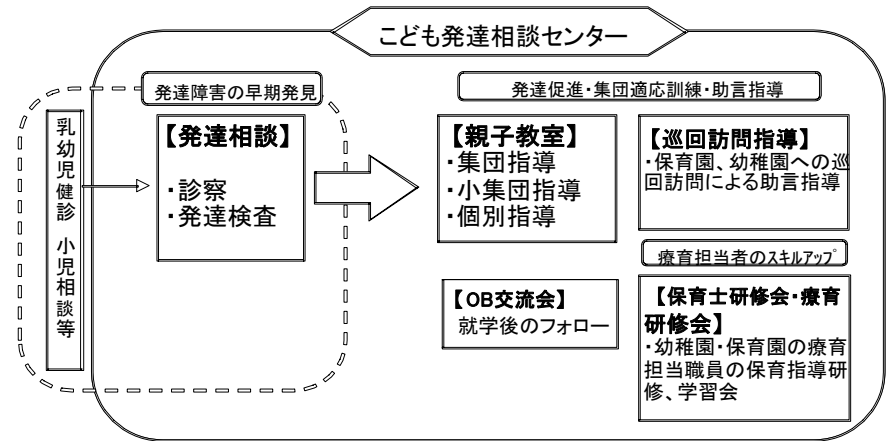 こども発達相談センター
発達障害の早期発見
発達促進・集団適応訓練・助言指導
乳幼児健診 小児相談等
【発達相談】
・診察
・発達検査
【親子教室】
・集団指導
・小集団指導
・個別指導
【巡回訪問指導】
・保育園、幼稚園への巡
回訪問による助言指導
療育担当者のスキルアップ
【OB交流会】
就学後のフォロー
【保育士研修会・療育
研修会】
・幼稚園・保育園の療育
担当職員の保育指導研
修、学習会